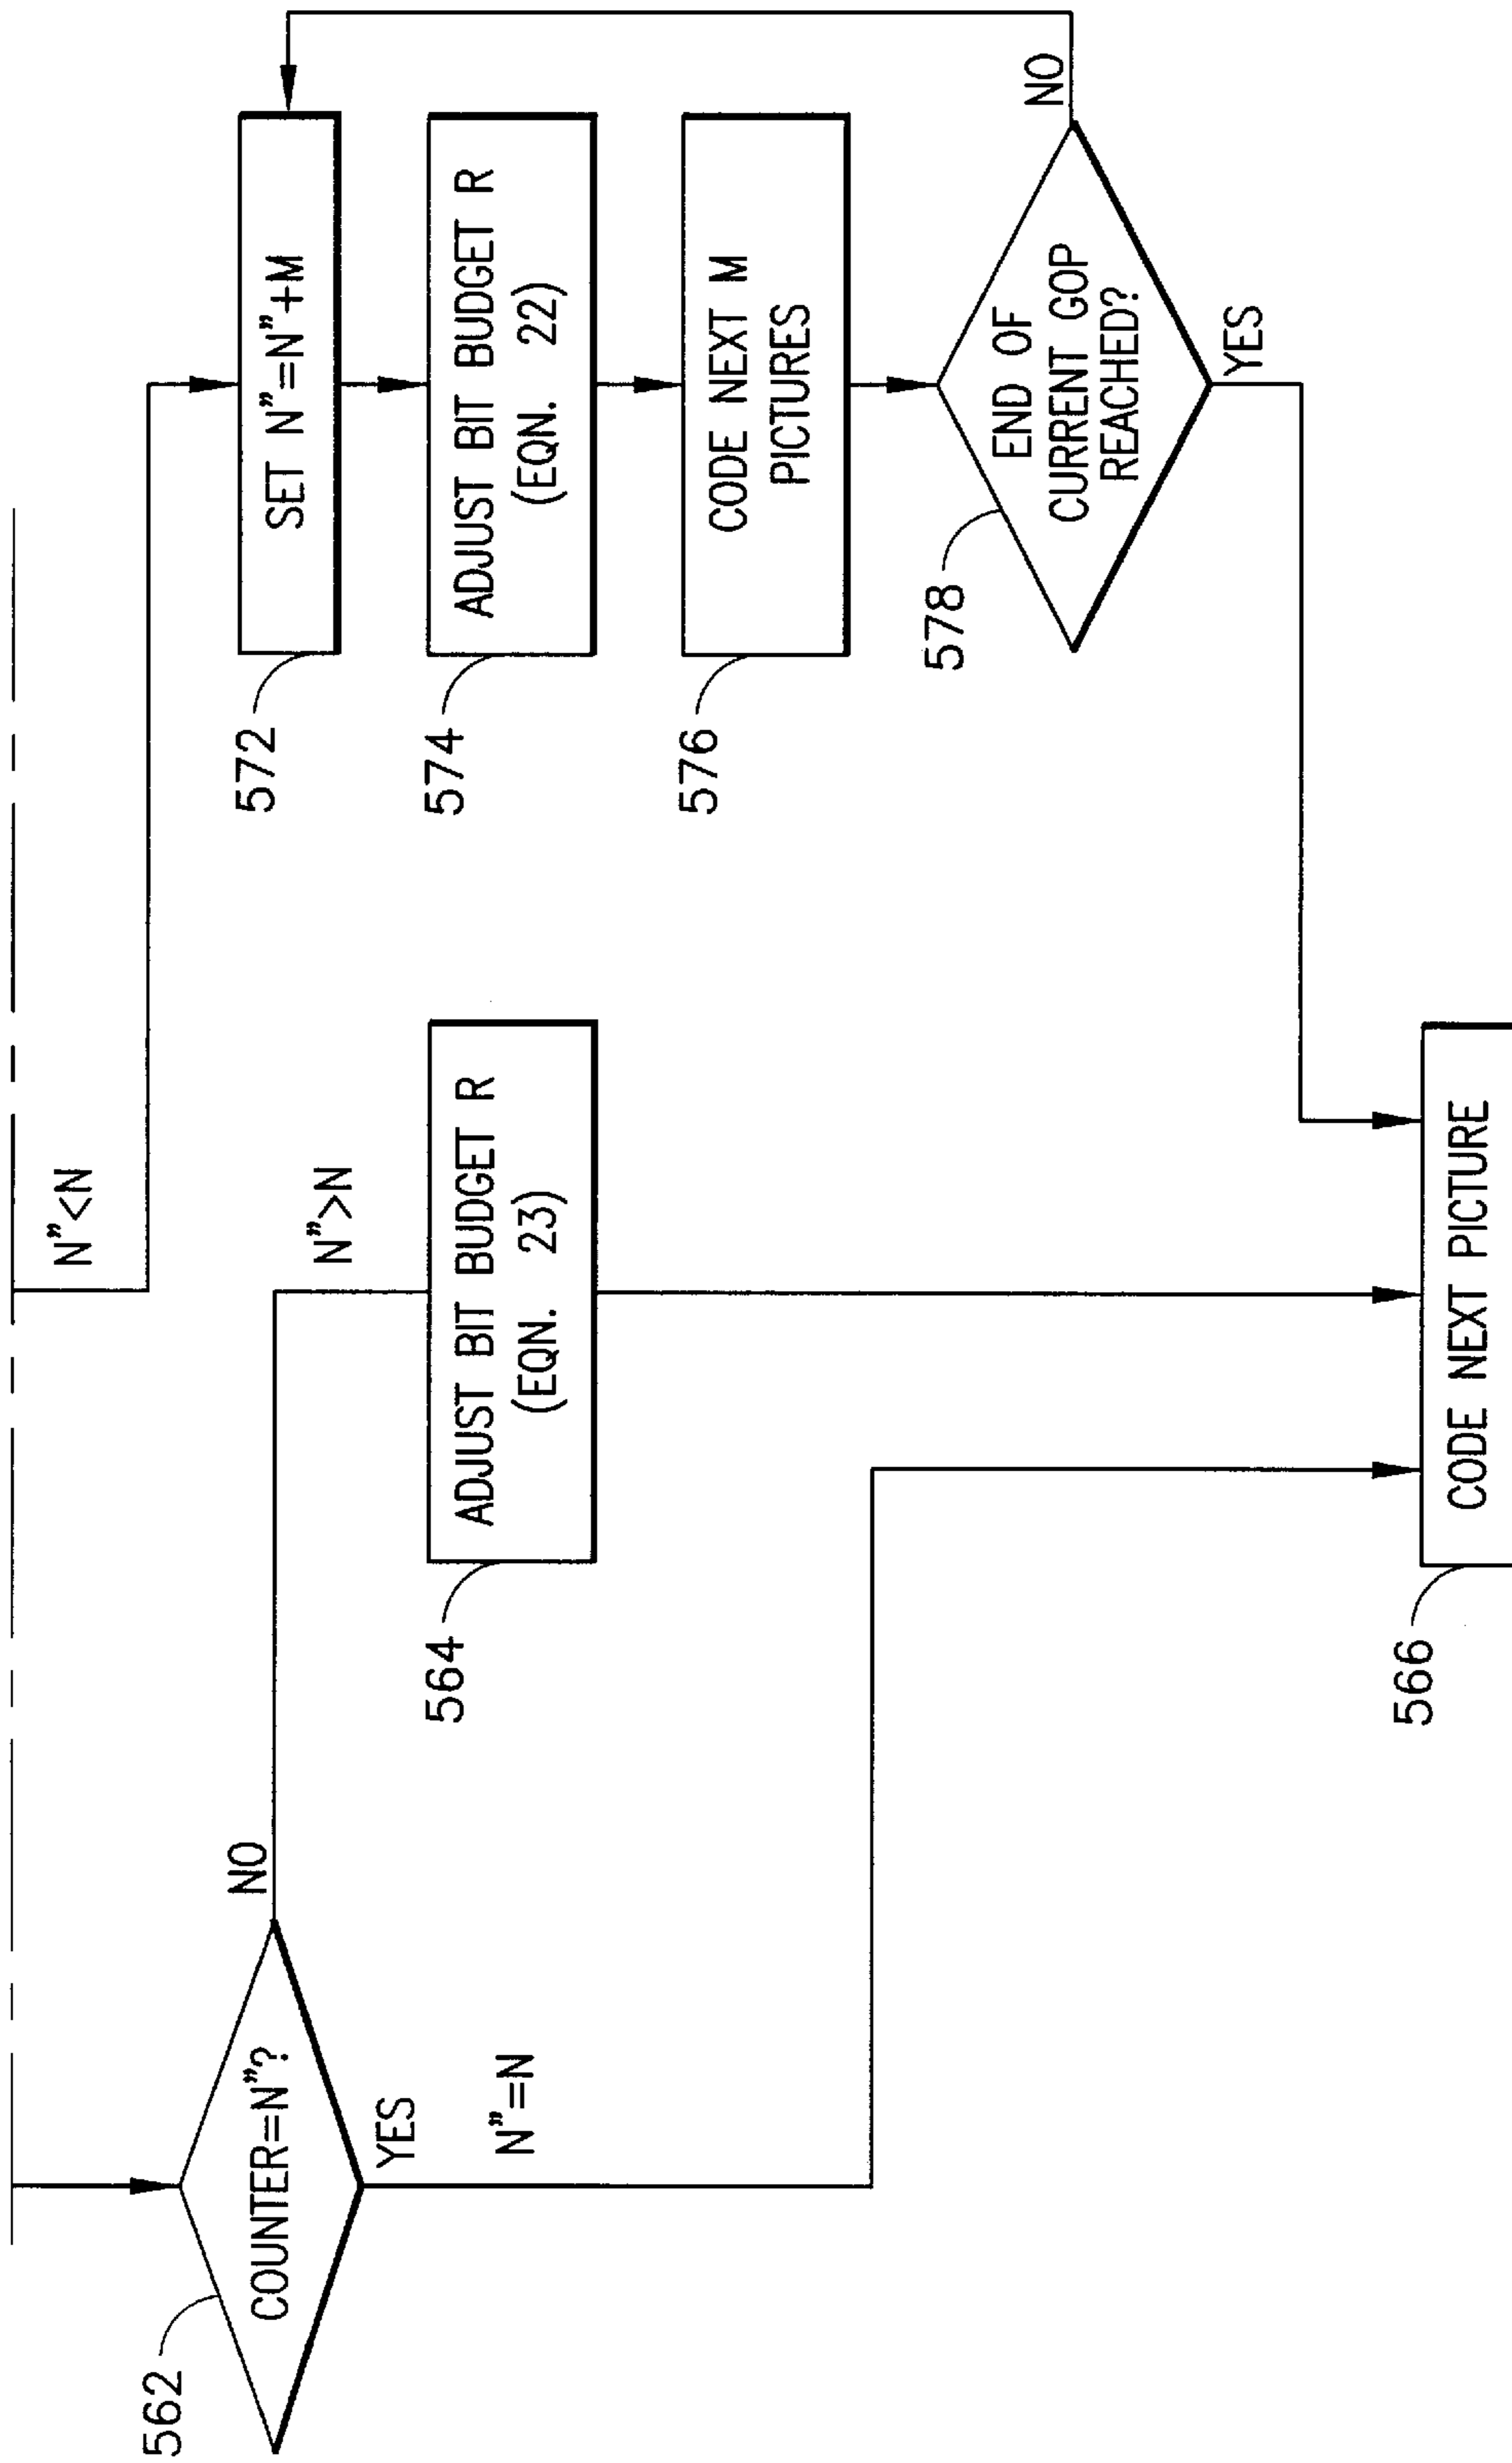 562
COUNTER=N"?
NO
YES
N"=N
N"<N
N">N
564
ADJUST BIT BUDGET R
(EQN. 23)
572
SET N"=N"+M
574
ADJUST BIT BUDGET R
(EQN. 22)
576
CODE NEXT M
PICTURES
578
END OF
CURRENT GOP
REACHED?
NO
YES
566
CODE NEXT PICTURE